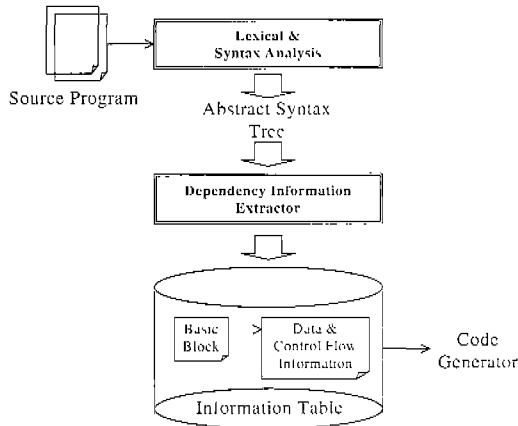 Lexical &
Syntax Analysis
Source Program
Abstract Syntax
Tree
Dependency Information
Extractor
Basic
Block
Data &
Control Flow
Information
Code
Generator
Information Table